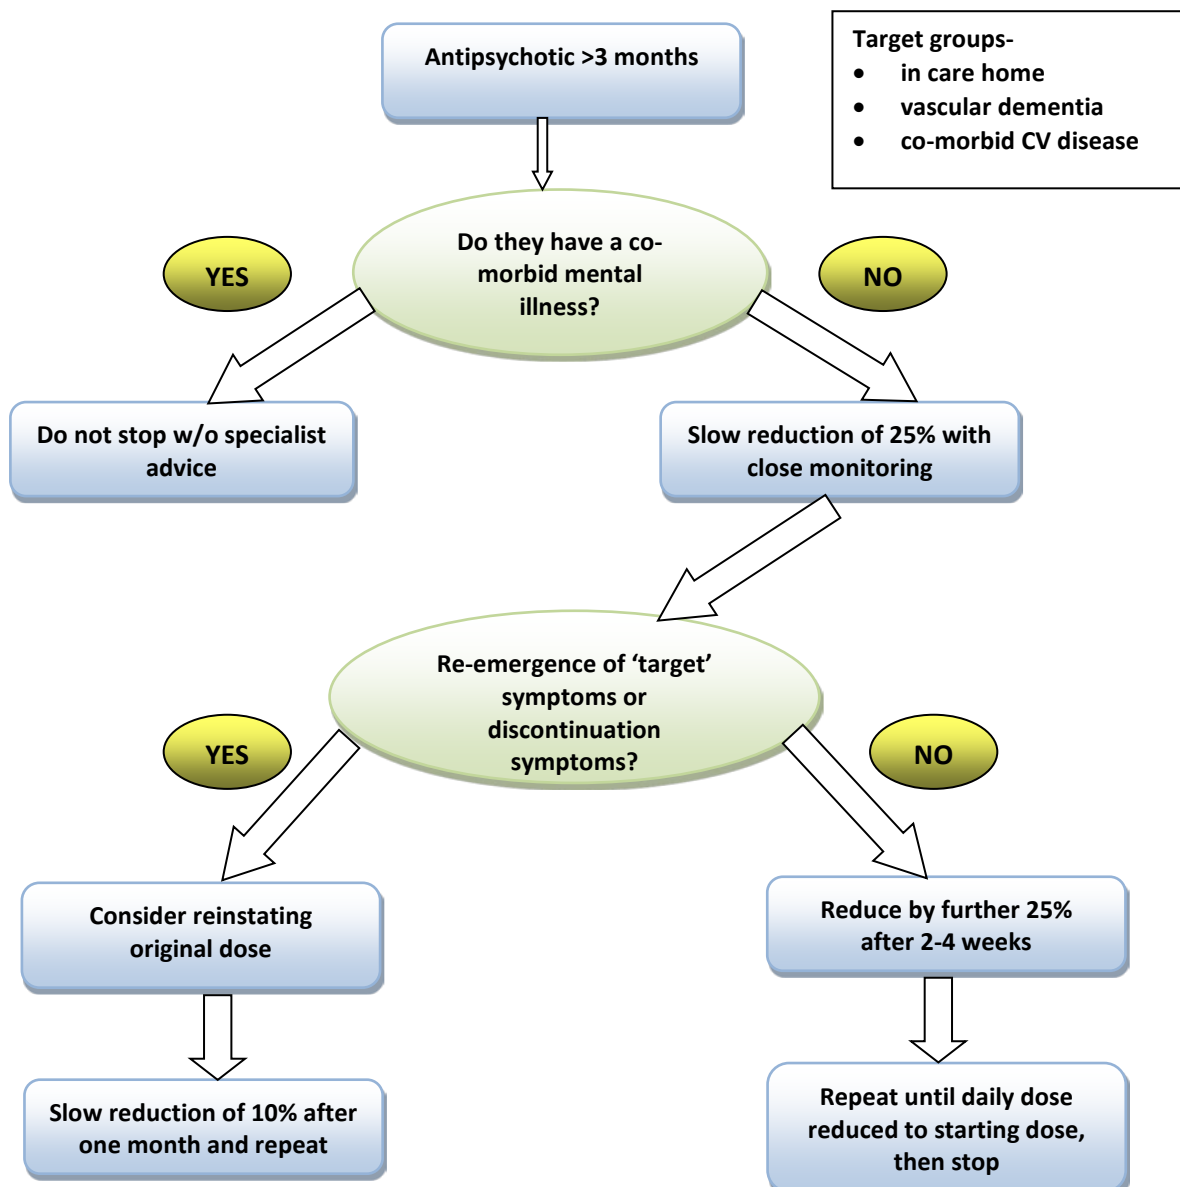 Antipsychotic >3 months
Target groups-
• in care home
• vascular dementia
• co-morbid CV disease
Do they have a co-
morbid mental
illness?
YES
NO
Do not stop w/o specialist
advice
Slow reduction of 25% with
close monitoring
Re-emergence of ‘target’
symptoms or
discontinuation
symptoms?
YES
NO
Consider reinstating
original dose
Reduce by further 25%
after 2-4 weeks
Slow reduction of 10% after
one month and repeat
Repeat until daily dose
reduced to starting dose,
then stop